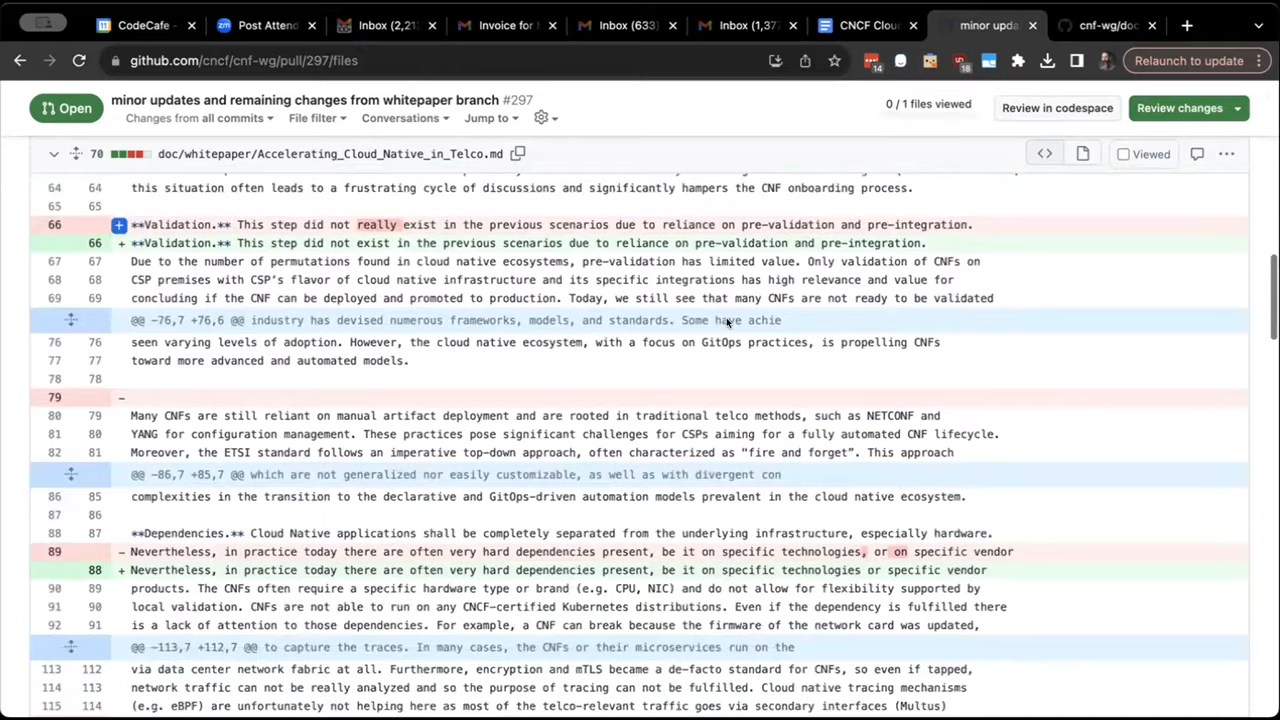 CodeCafe -
Post Attend
Inbox (2,21
Invoice for
Inbox (633)
Inbox (1,37
CNCF Clou
minor upda
cnf-wg/doc
github.com/cncf/cnf-wg/pull/297/files
14
18
Relaunch to update
Open
minor updates and remaining changes from whitepaper branch #297
Changes from all commits
File filter
Conversations
Jump to
0 / 1 files viewed
Review in codespace
Review changes
70 doc/whitepaper/Accelerating_Cloud_Native_in_Telco.md
Viewed
64 64 this situation often leads to a frustrating cycle of discussions and significantly hampers the CNF onboarding process.
65 65
66 **Validation.** This step did not really exist in the previous scenarios due to reliance on pre-validation and pre-integration.
66 + **Validation.** This step did not exist in the previous scenarios due to reliance on pre-validation and pre-integration.
67 67 Due to the number of permutations found in cloud native ecosystems, pre-validation has limited value. Only validation of CNFs on
68 68 CSP premises with CSP's flavor of cloud native infrastructure and its specific integrations has high relevance and value for
69 69 concluding if the CNF can be deployed and promoted to production. Today, we still see that many CNFs are not ready to be validated
@@ -76,7 +76,6 @@ industry has devised numerous frameworks, models, and standards. Some have achie
76 76 seen varying levels of adoption. However, the cloud native ecosystem, with a focus on GitOps practices, is propelling CNFs
77 77 toward more advanced and automated models.
78 78
79 -
80 79 Many CNFs are still reliant on manual artifact deployment and are rooted in traditional telco methods, such as NETCONF and
81 80 YANG for configuration management. These practices pose significant challenges for CSPs aiming for a fully automated CNF lifecycle.
82 81 Moreover, the ETSI standard follows an imperative top-down approach, often characterized as "fire and forget". This approach
@@ -86,7 +85,7 @@ which are not generalized nor easily customizable, as well as with divergent con
86 85 complexities in the transition to the declarative and GitOps-driven automation models prevalent in the cloud native ecosystem.
87 86
88 87 **Dependencies.** Cloud Native applications shall be completely separated from the underlying infrastructure, especially hardware.
89 - Nevertheless, in practice today there are often very hard dependencies present, be it on specific technologies, or on specific vendor
88 + Nevertheless, in practice today there are often very hard dependencies present, be it on specific technologies or specific vendor
90 89 products. The CNFs often require a specific hardware type or brand (e.g. CPU, NIC) and do not allow for flexibility supported by
91 90 local validation. CNFs are not able to run on any CNCF-certified Kubernetes distributions. Even if the dependency is fulfilled there
92 91 is a lack of attention to those dependencies. For example, a CNF can break because the firmware of the network card was updated,
@@ -113,7 +112,7 @@ to capture the traces. In many cases, the CNFs or their microservices run on the
113 112 via data center network fabric at all. Furthermore, encryption and mTLS became a de-facto standard for CNFs, so even if tapped,
114 113 network traffic can not be really analyzed and so the purpose of tracing can not be fulfilled. Cloud native tracing mechanisms
115 114 (e.g. eBPF) are unfortunately not helping here as most of the telco-relevant traffic goes via secondary interfaces (Multus)